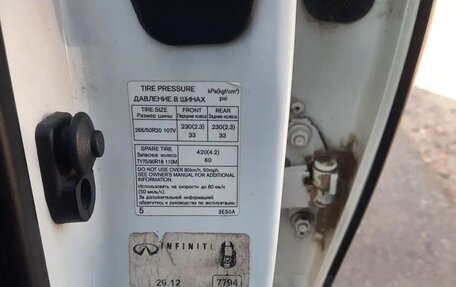 TIRE PRESSURE kPa(kgf/cm²)
ДАВЛЕНИЕ В ШИНАХ psi
TIRE SIZE FRONT REAR
Размер шины Передние колеса Задние колеса
265/50R20 107V 230(2.3) 230(2.3)
33 33
SPARE TIRE 420(4.2)
Запасное колесо
T175/90R18 110M 60
DO NOT USE OVER 80km/h, 50mph.
SEE OWNER'S MANUAL FOR ADDITIONAL
INFORMATION.
Использовать на скорости до 80 км/ч
(50 миль/ч).
За дополнительной информацией
обратитесь к руководству по эксплуатации.
5 3ES0A
INFINITI
29.12 7794